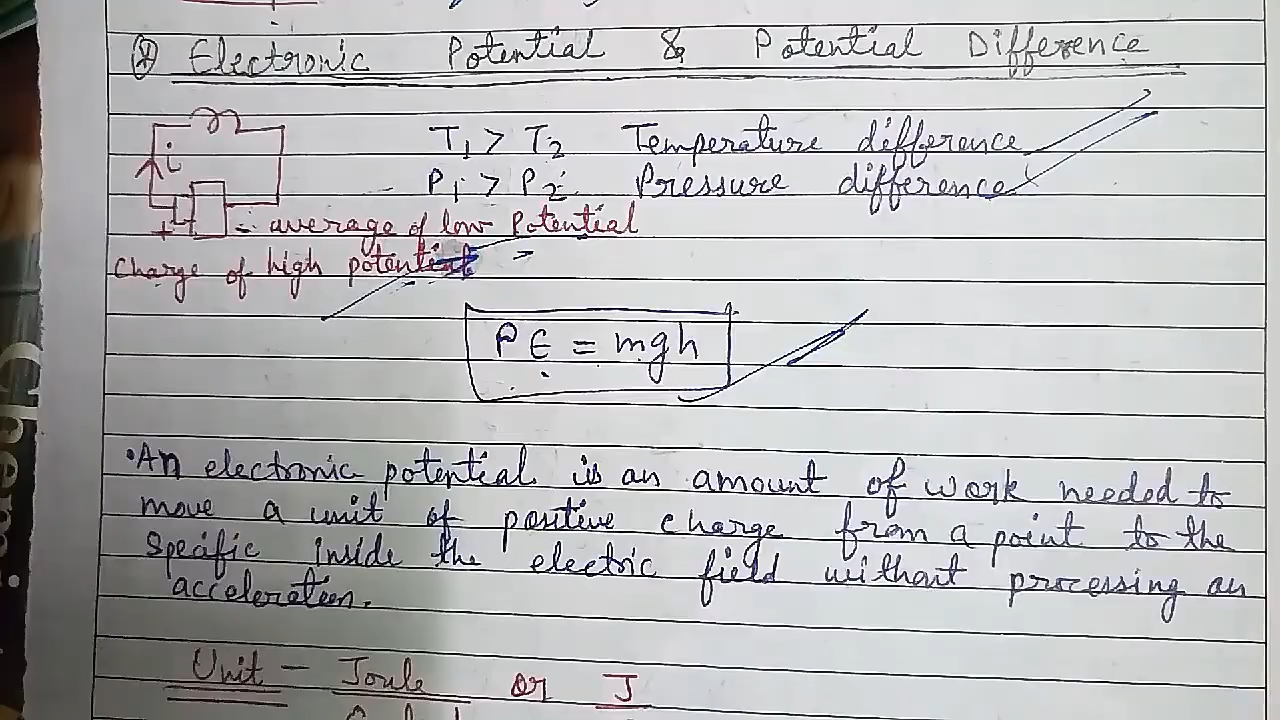 Electronic Potential & Potential Difference
i
T1 > T2 Temperature difference
P1 > P2 Pressure difference
+ - average of low Potential
Charge of high potential
PE = mgh
•An electronic potential is an amount of work needed to
move a unit of positive charge from a point to the
specific inside the electric field without processing an
acceleration.
Unit - Joule or J